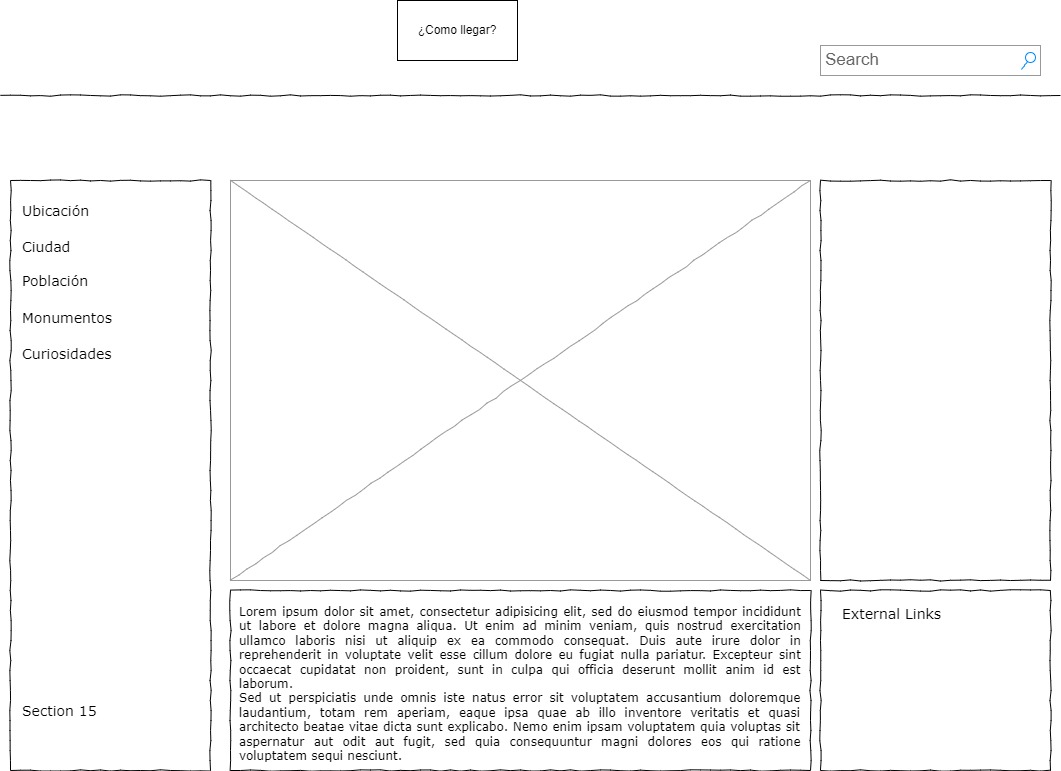 ¿Como llegar?
Search
Ubicación
Ciudad
Población
Monumentos
Curiosidades
Section 15
Lorem ipsum dolor sit amet, consectetur adipisicing elit, sed do eiusmod tempor incididunt
ut labore et dolore magna aliqua. Ut enim ad minim veniam, quis nostrud exercitation
ullamco laboris nisi ut aliquip ex ea commodo consequat. Duis aute irure dolor in
reprehenderit in voluptate velit esse cillum dolore eu fugiat nulla pariatur. Excepteur sint
occaecat cupidatat non proident, sunt in culpa qui officia deserunt mollit anim id est
laborum.
Sed ut perspiciatis unde omnis iste natus error sit voluptatem accusantium doloremque
laudantium, totam rem aperiam, eaque ipsa quae ab illo inventore veritatis et quasi
architecto beatae vitae dicta sunt explicabo. Nemo enim ipsam voluptatem quia voluptas sit
aspernatur aut odit aut fugit, sed quia consequuntur magni dolores eos qui ratione
voluptatem sequi nesciunt.
External Links